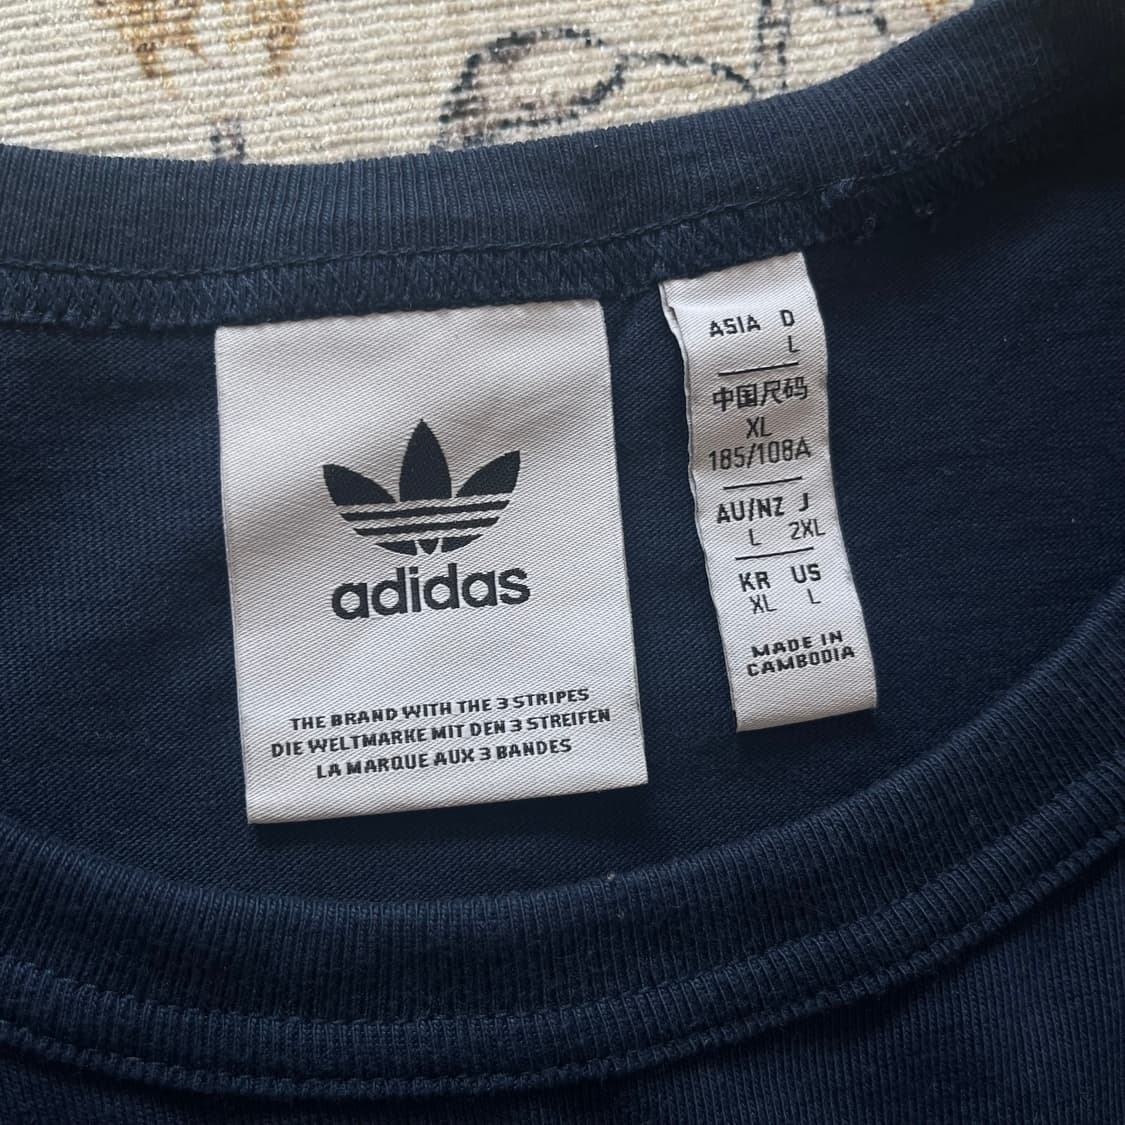 adidas
THE BRAND WITH THE 3 STRIPES
DIE WELTMARKE MIT DEN 3 STREIFEN
LA MARQUE AUX 3 BANDES
ASIA D
L
中国尺码
XL
185/108A
AU/NZ J
L 2XL
KR US
XL L
MADE IN
CAMBODIA